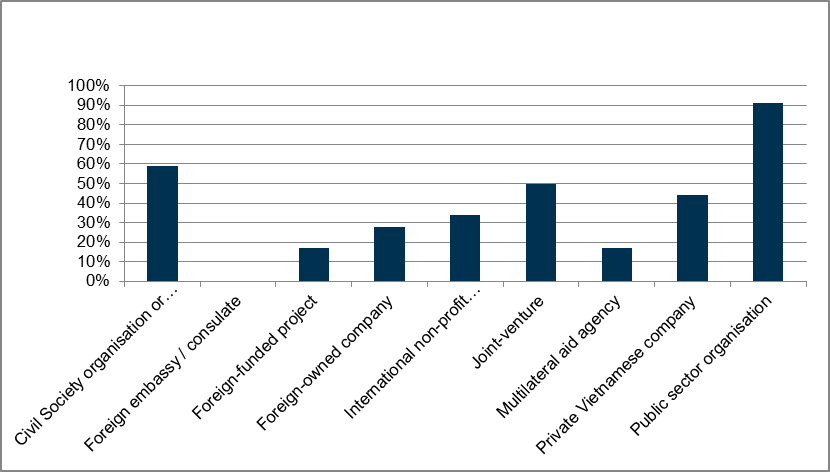 100%
90%
80%
70%
60%
50%
40%
30%
20%
10%
0%
Civil Society organisation or…
Foreign embassy / consulate
Foreign-funded project
Foreign-owned company
International non-profit…
Joint-venture
Multilateral aid agency
Private Vietnamese company
Public sector organisation